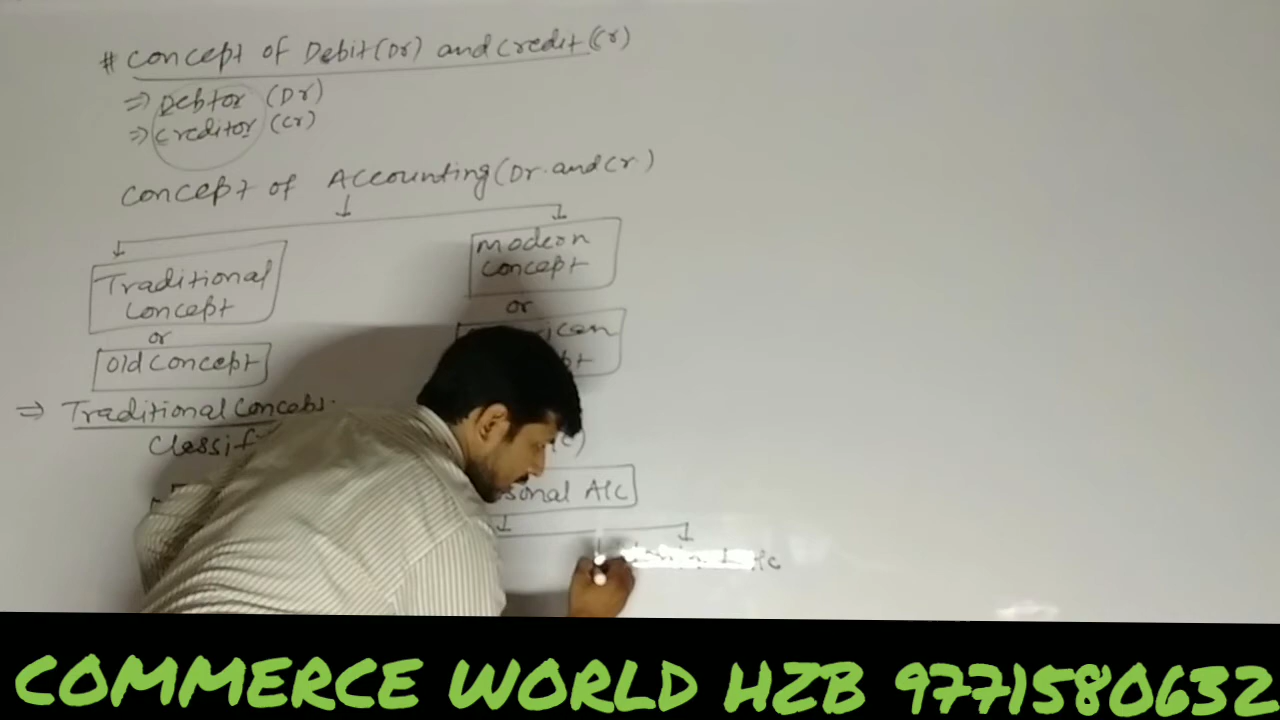 # Concept of Debit (Dr) and Credit (Cr)
⇒ Debtor (Dr)
⇒ Creditor (Cr)
Concept of Accounting (Dr. and Cr.)
Traditional Concept
or
Old Concept
Modern Concept
or
⇒ Traditional Concept.
A/c
COMMERCE WORLD HZB 9771580632